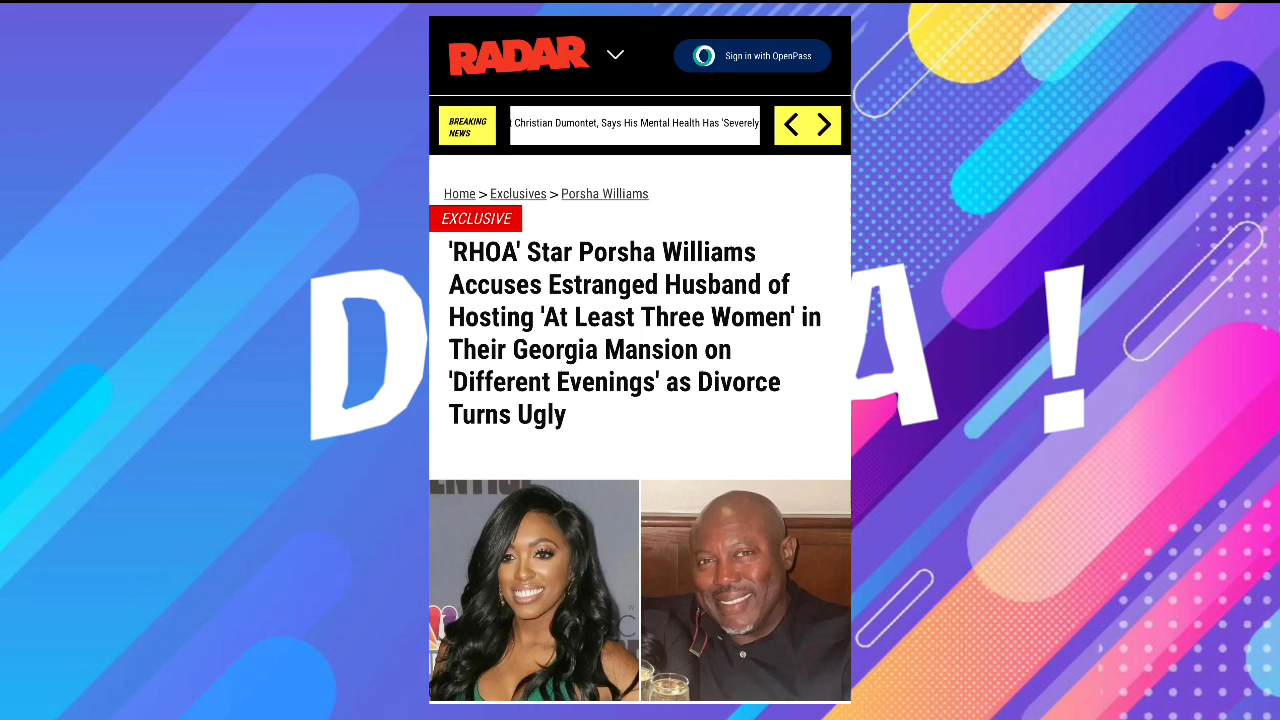 RADAR
Sign in with OpenPass
BREAKING
NEWS
Christian Dumontet, Says His Mental Health Has 'Severely
Home > Exclusives > Porsha Williams
EXCLUSIVE
'RHOA' Star Porsha Williams
Accuses Estranged Husband of
Hosting 'At Least Three Women' in
Their Georgia Mansion on
'Different Evenings' as Divorce
Turns Ugly
D
A !